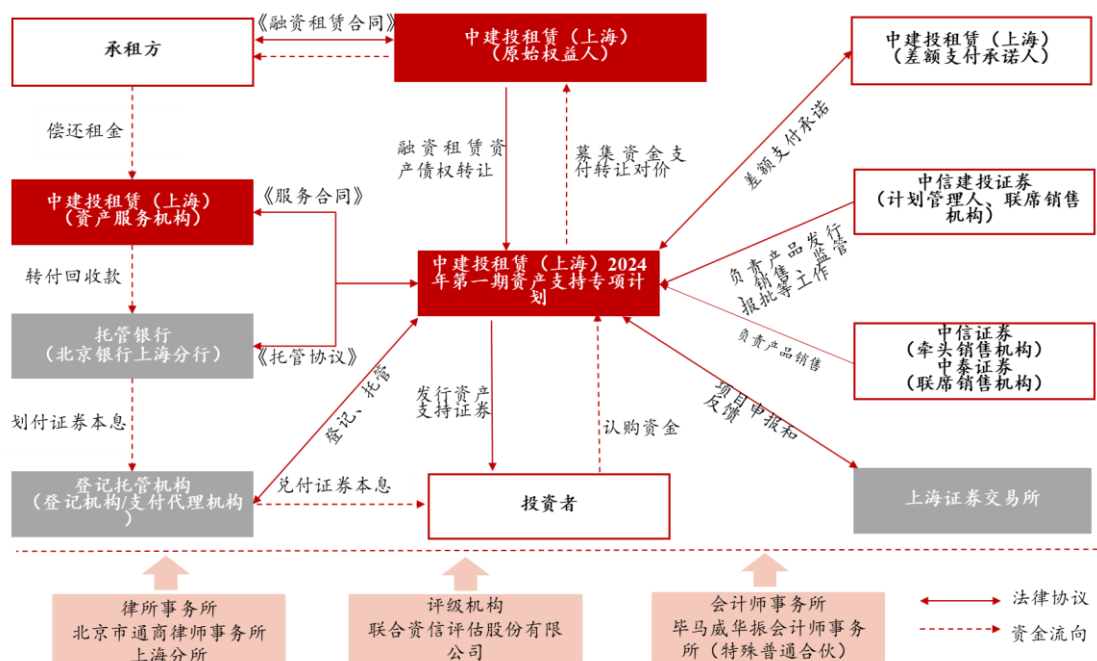 承租方
《融资租赁合同》
中建投租赁（上海）
（原始权益人）
中建投租赁（上海）
（差额支付承诺人）
偿还租金
融资租赁资
产债权转让
募集资金支
付转让对价
差额支付承诺
中建投租赁（上海）
（资产服务机构）
《服务合同》
中信建投证券
（计划管理人、联席销售
机构）
转付回收款
中建投租赁（上海）2024
年第一期资产支持专项计
划
负责产品发行
、销售、监管
报批等工作
托管银行
（北京银行上海分行）
《托管协议》
负责产品销售
中信证券
（牵头销售机构）
中泰证券
（联席销售机构）
划付证券本息
登记、托管
发行资产
支持证券
认购资金
项目申报和
反馈
登记托管机构
（登记机构/支付代理机构
）
兑付证券本息
投资者
上海证券交易所
律所事务所
北京市通商律师事务所
上海分所
评级机构
联合资信评估股份有限
公司
会计师事务所
毕马威华振会计师事务
所（特殊普通合伙）
法律协议
资金流向